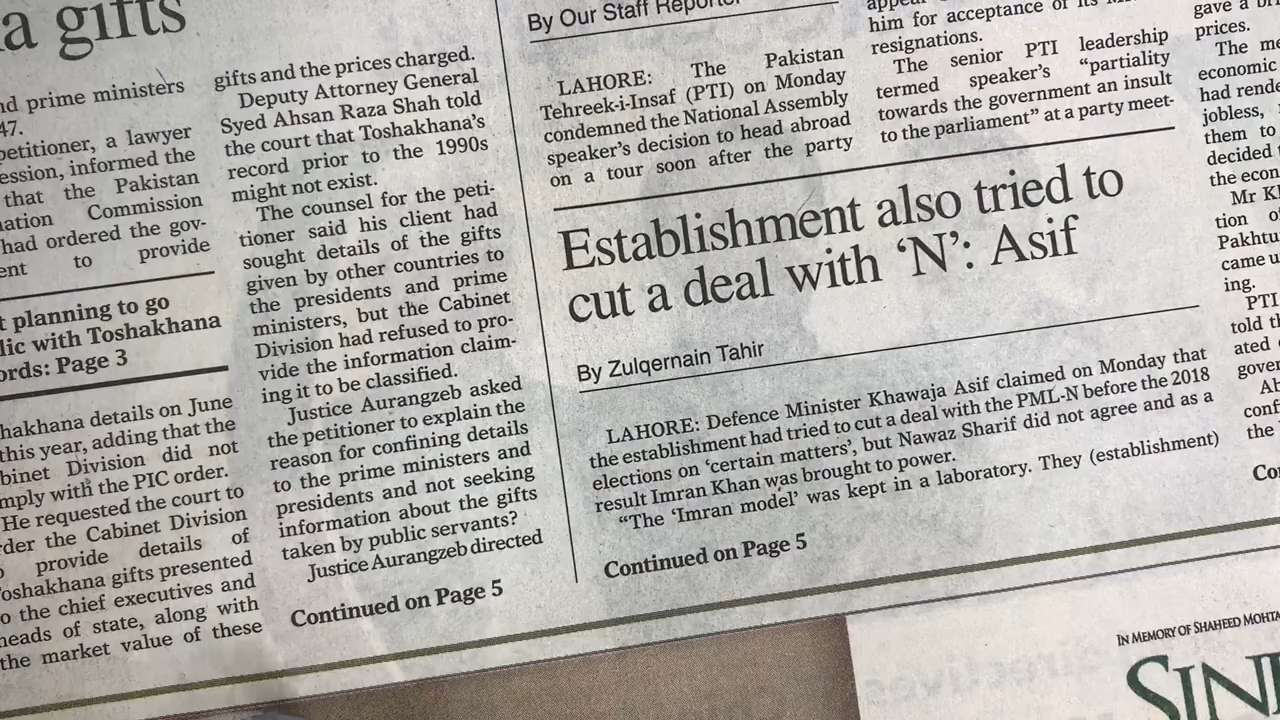 a gifts
nd prime ministers
47.
petitioner, a lawyer
ession, informed the
that the Pakistan
mation Commission
had ordered the gov-
ent to provide
t planning to go
lic with Toshakhana
ords: Page 3
hakhana details on June
this year, adding that the
binet Division did not
mply with the PIC order.
He requested the court to
der the Cabinet Division
provide details of
Toshakhana gifts presented
to the chief executives and
heads of state, along with
the market value of these
gifts and the prices charged.
Deputy Attorney General
Syed Ahsan Raza Shah told
the court that Toshakhana's
record prior to the 1990s
might not exist.
The counsel for the peti-
tioner said his client had
sought details of the gifts
given by other countries to
the presidents and prime
ministers, but the Cabinet
Division had refused to pro-
vide the information claim-
ing it to be classified.
Justice Aurangzeb asked
the petitioner to explain the
reason for confining details
to the prime ministers and
presidents and not seeking
information about the gifts
taken by public servants?
Justice Aurangzeb directed
Continued on Page 5
By Our Staff Reporter
LAHORE: The Pakistan
Tehreek-i-Insaf (PTI) on Monday
condemned the National Assembly
speaker's decision to head abroad
on a tour soon after the party
him for acceptance of its
resignations.
The senior PTI leadership
termed speaker's "partiality
towards the government an insult
to the parliament" at a party meet-
Establishment also tried to
cut a deal with 'N': Asif
By Zulqernain Tahir
LAHORE: Defence Minister Khawaja Asif claimed on Monday that
the establishment had tried to cut a deal with the PML-N before the 2018
elections on 'certain matters', but Nawaz Sharif did not agree and as a
result Imran Khan was brought to power.
"The 'Imran model' was kept in a laboratory. They (establishment)
Continued on Page 5
gave a
prices.
The
economic
had
jobless,
them to
decided
the
Mr
tion
came
ing.
PTI
told
ated
the
IN MEMORY OF SHAHEED